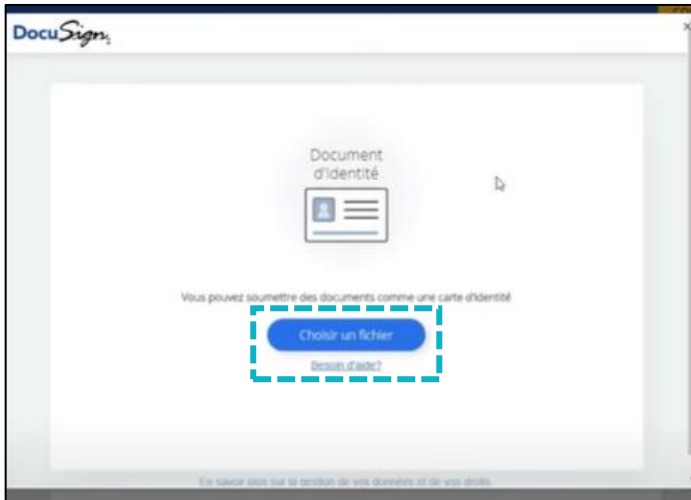 DocuSign
Document
d'identité
Vous pouvez soumettre des documents comme une carte d'identité
Choisir un fichier
Besoin d'aide?
En savoir plus sur la gestion de vos données et de vos droits.